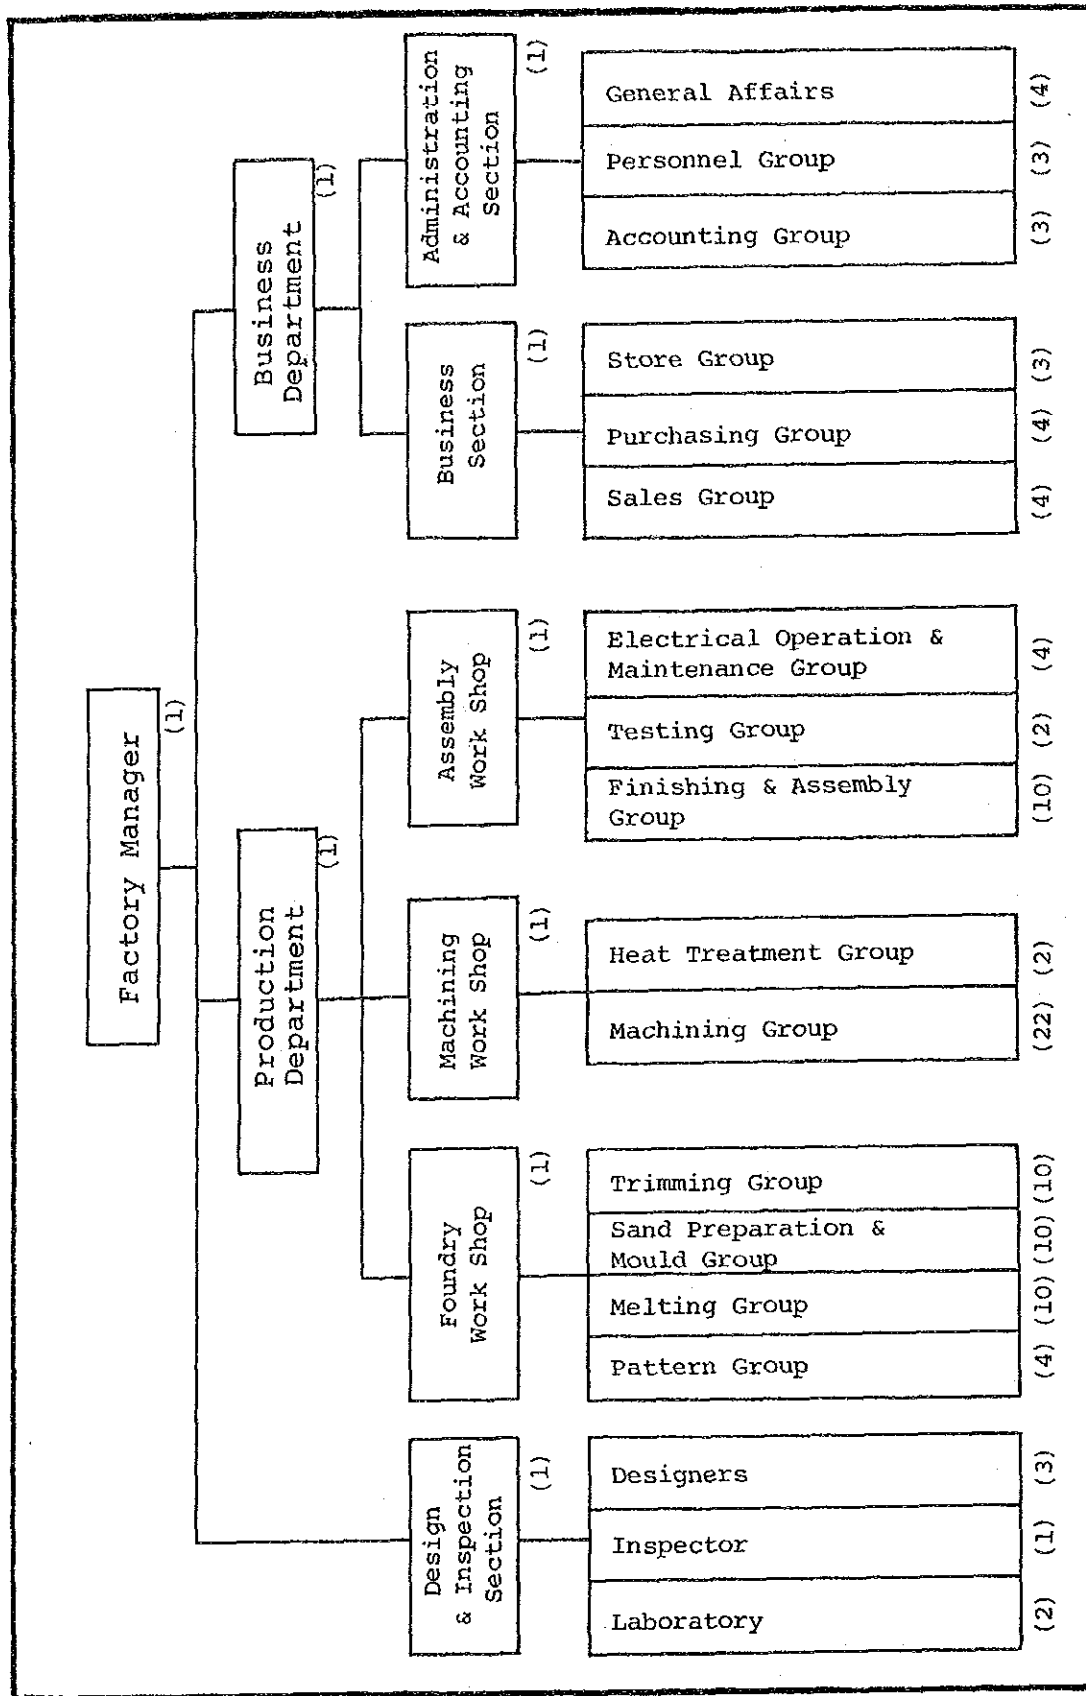 Factory Manager
(1)
Production
Department
(1)
Business
Department
(1)
Design
& Inspection
Section
(1)
Foundry
Work Shop
(1)
Machining
Work Shop
(1)
Assembly
Work Shop
(1)
Business
Section
(1)
Administration
& Accounting
Section
(1)
Laboratory
(2)
Inspector
(1)
Designers
(3)
Pattern Group
(4)
Melting Group
(10)
Sand Preparation &
Mould Group
(10)
Trimming Group
(10)
Machining Group
(22)
Heat Treatment Group
(2)
Finishing & Assembly
Group
(10)
Testing Group
(2)
Electrical Operation &
Maintenance Group
(4)
Sales Group
(4)
Purchasing Group
(4)
Store Group
(3)
Accounting Group
(3)
Personnel Group
(3)
General Affairs
(4)